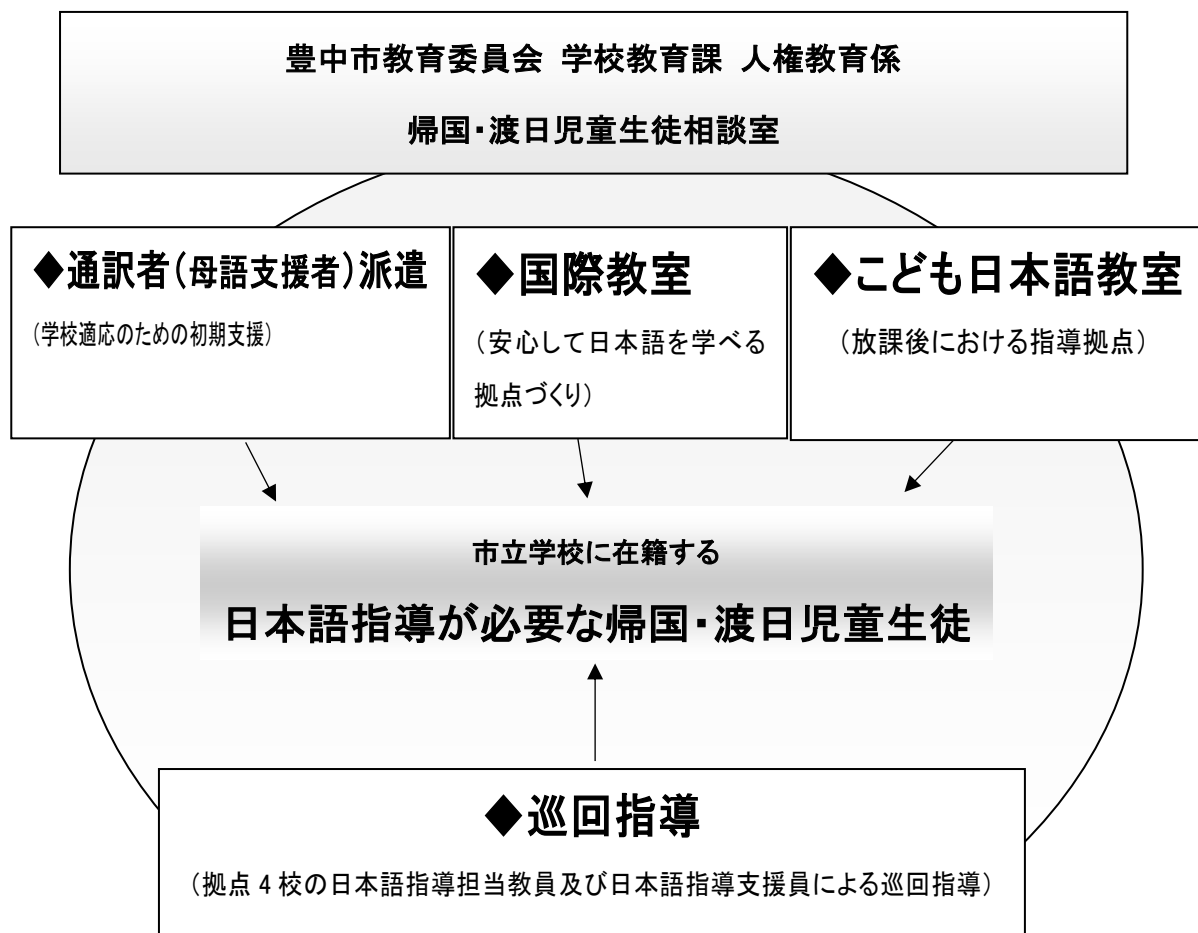 豊中市教育委員会 学校教育課 人権教育係
帰国・渡日児童生徒相談室
◆通訳者(母語支援者)派遣
(学校適応のための初期支援)
◆国際教室
(安心して日本語を学べる
拠点づくり)
◆こども日本語教室
(放課後における指導拠点)
市立学校に在籍する
日本語指導が必要な帰国・渡日児童生徒
◆巡回指導
(拠点 4 校の日本語指導担当教員及び日本語指導支援員による巡回指導)